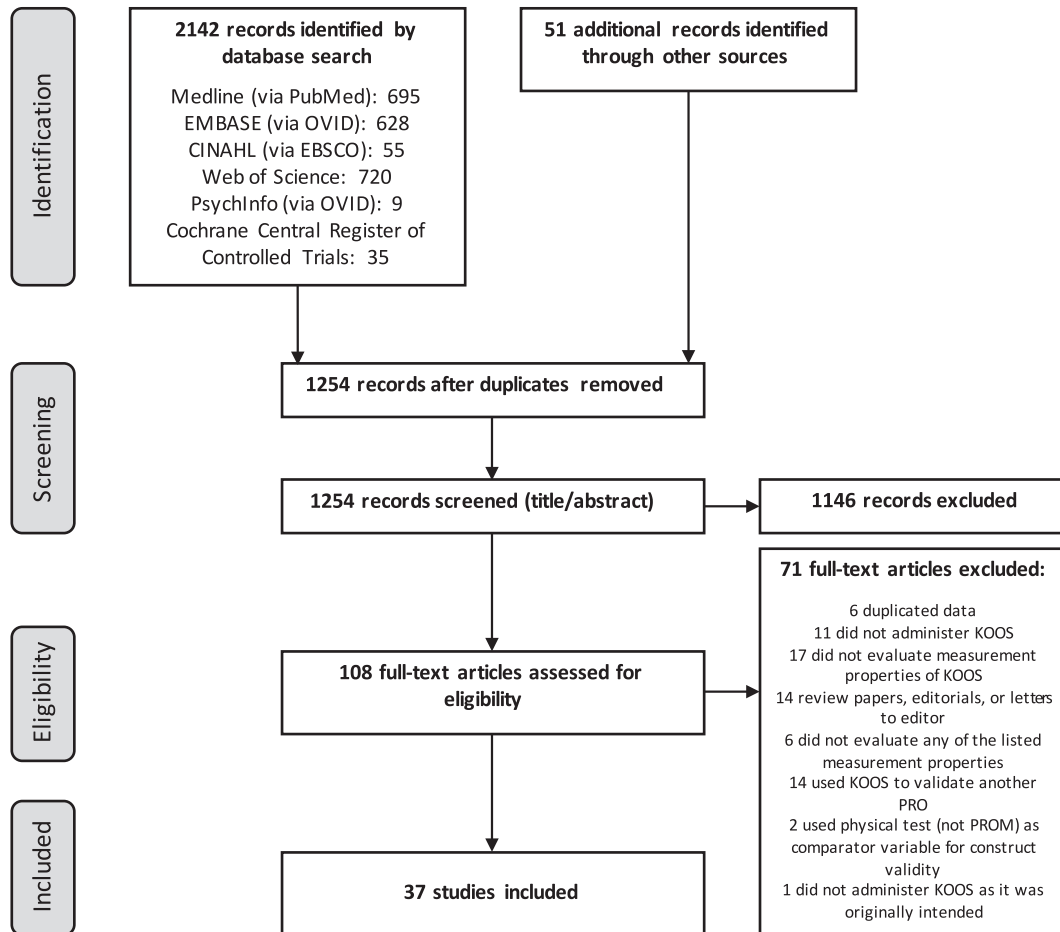 Identification
2142 records identified by
database search
Medline (via PubMed): 695
EMBASE (via OVID): 628
CINAHL (via EBSCO): 55
Web of Science: 720
PsychInfo (via OVID): 9
Cochrane Central Register of
Controlled Trials: 35
51 additional records identified
through other sources
Screening
1254 records after duplicates removed
1254 records screened (title/abstract)
1146 records excluded
Eligibility
108 full-text articles assessed for
eligibility
71 full-text articles excluded:
6 duplicated data
11 did not administer KOOS
17 did not evaluate measurement
properties of KOOS
14 review papers, editorials, or letters
to editor
6 did not evaluate any of the listed
measurement properties
14 used KOOS to validate another
PRO
2 used physical test (not PROM) as
comparator variable for construct
validity
1 did not administer KOOS as it was
originally intended
Included
37 studies included